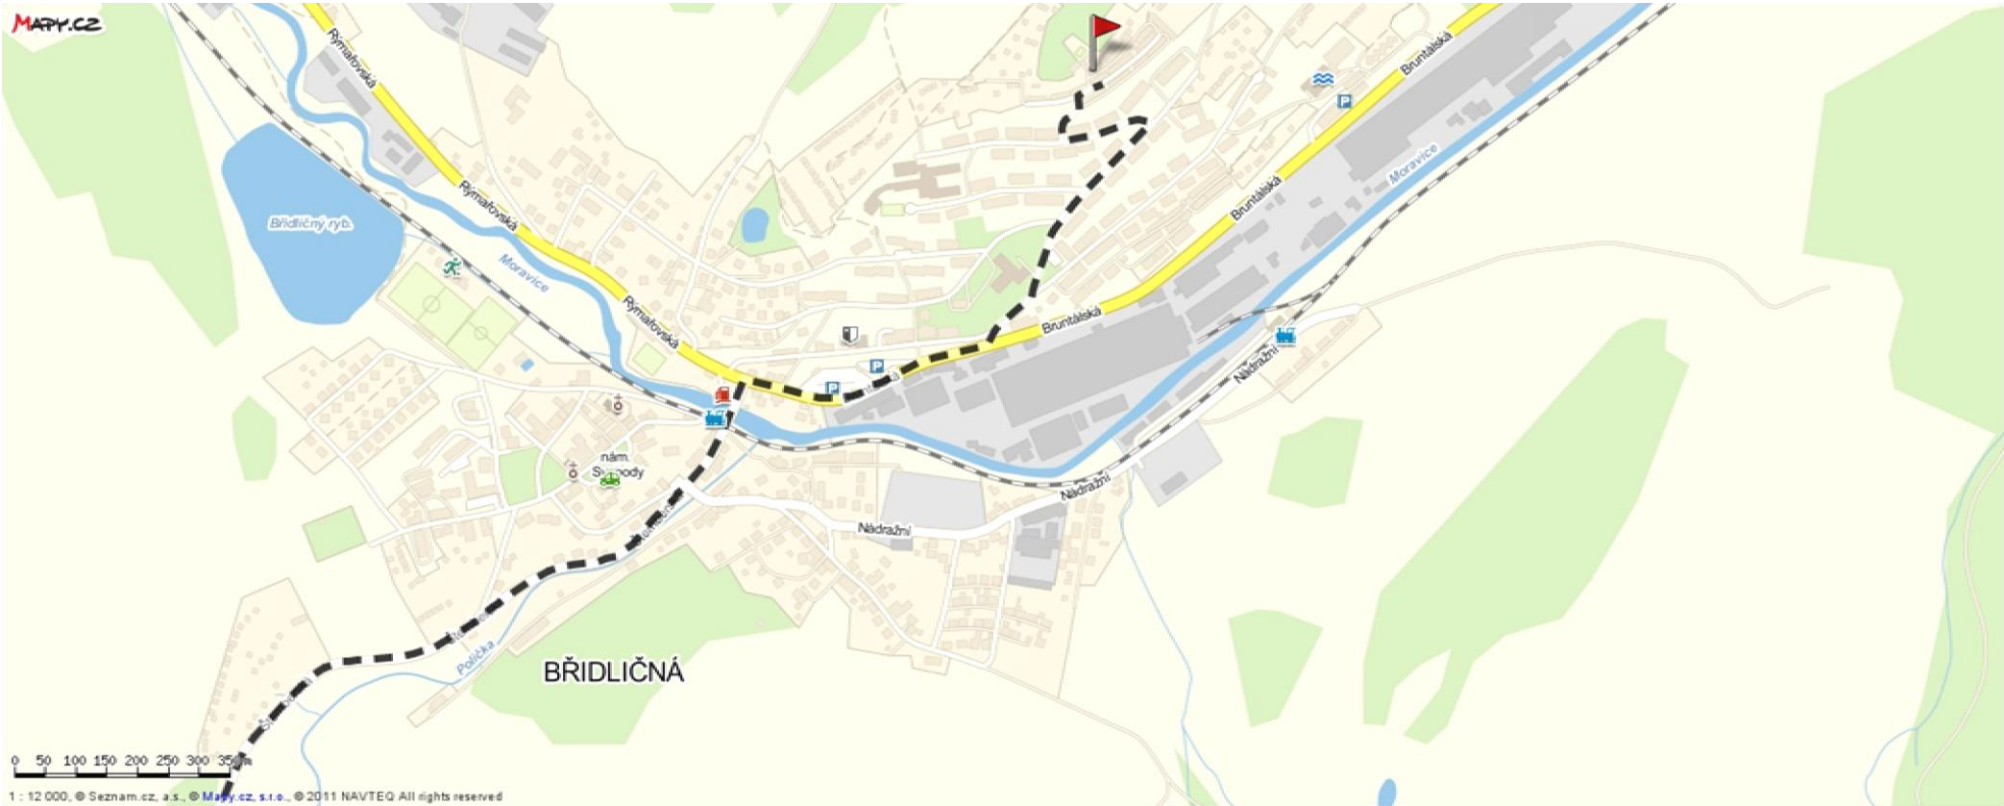 MAPY.CZ
Rýmařovská
Bruntálská
Moravice
Rýmařovská
Bruntálská
Břidličný ryb.
Moravice
Rýmařovská
Bruntálská
P
P
P
Nádražní
nám.
Nádražní
Nádražní
Polička
BŘIDLIČNÁ
0 50 100 150 200 250 300
1 : 12 000, © Seznam.cz, a.s., © Mapy.cz, s.r.o., © 2011 NAVTEQ All rights reserved